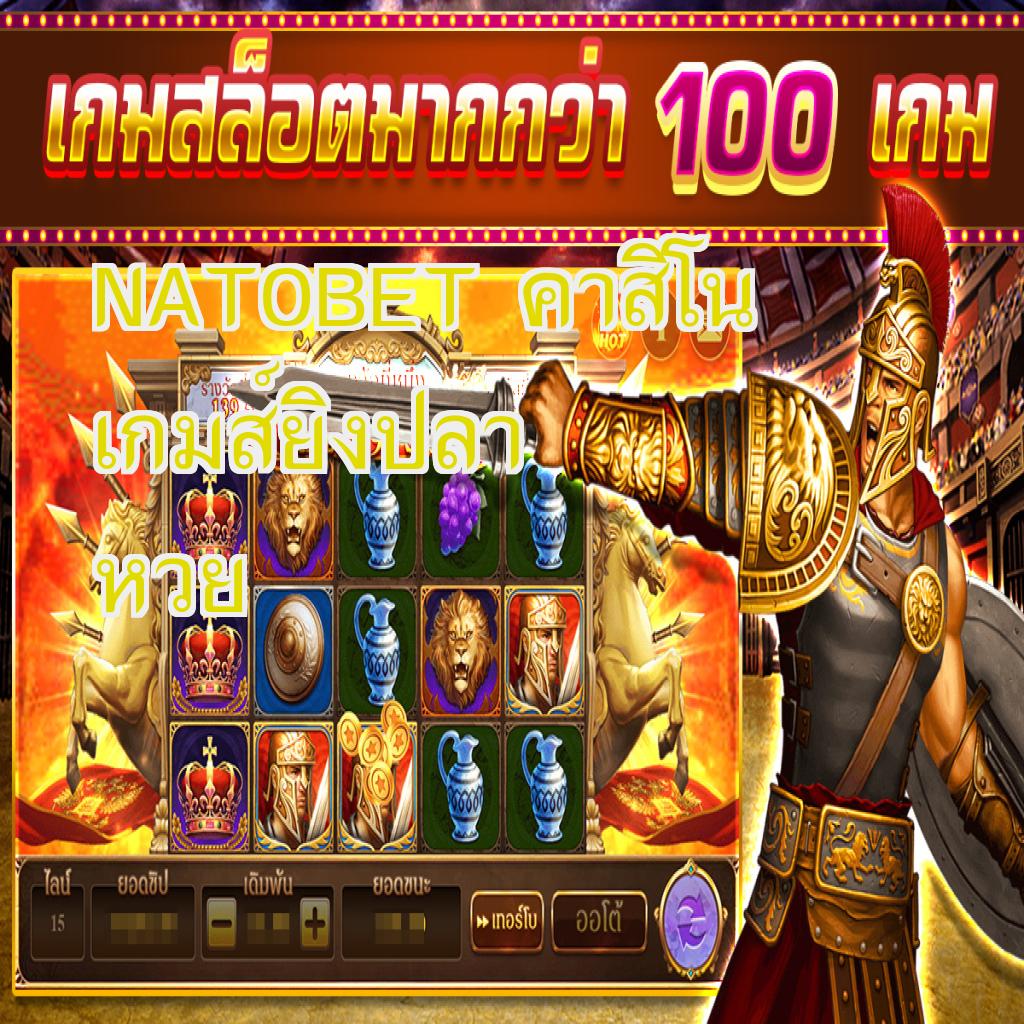 เกมสล็อตมากกว่า 100 เกม
NATOBET คาสิโน
HOT
139
เกมส์ยิงปลา
หวย
ไลน์ ยอดชิป เดิมพัน ยอดชนะ
15 - + เทอร์โบ ออโต้